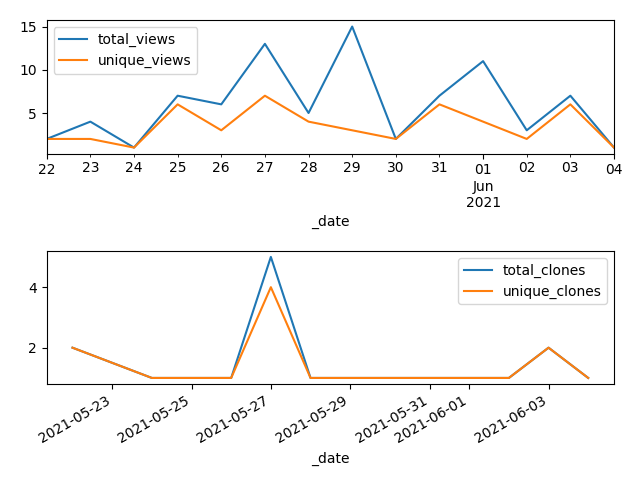 15
10
5
total_views
unique_views
22 23 24 25 26 27 28 29 30 31 01 02 03 04
Jun
2021
_date
4
2
total_clones
unique_clones
2021-05-23 2021-05-25 2021-05-27 2021-05-29 2021-05-31 2021-06-01 2021-06-03
_date